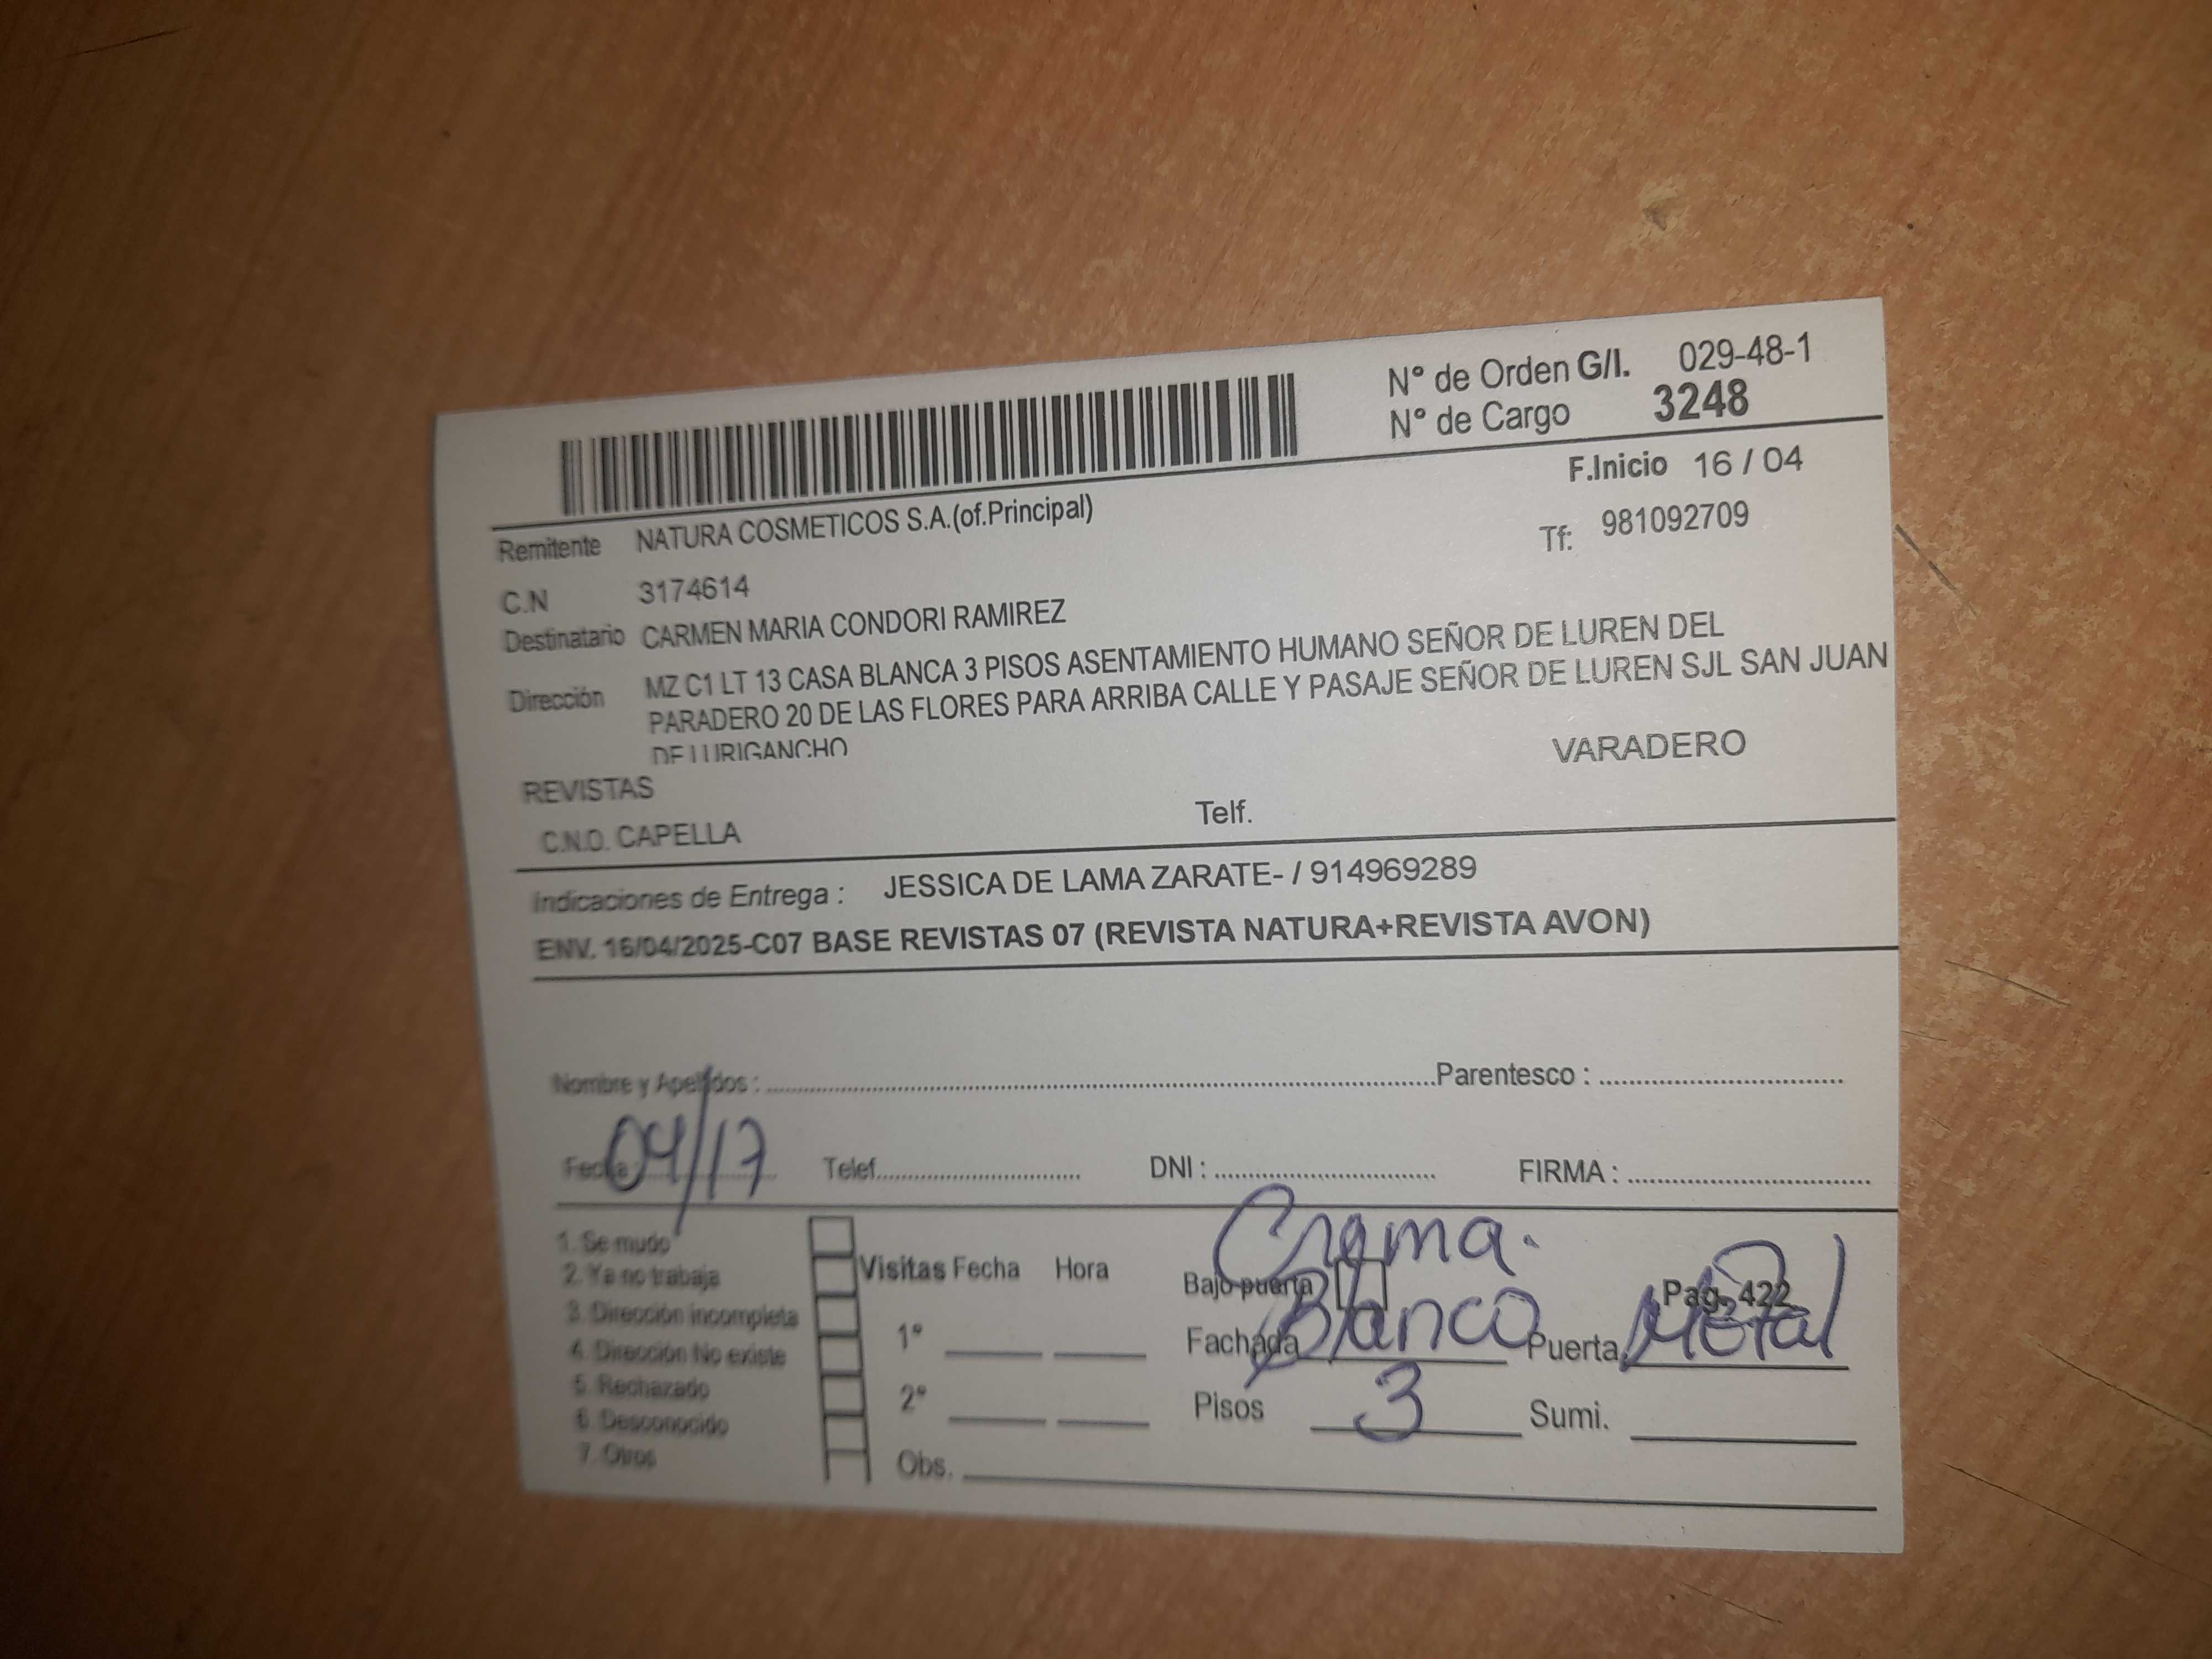 N° de Orden G/I. 029-48-1
N° de Cargo 3248
F.Inicio 16 / 04
Remitente NATURA COSMETICOS S.A.(of.Principal)
Tf: 981092709
C.N 3174614
Destinatario CARMEN MARIA CONDORI RAMIREZ
Dirección MZ C1 LT 13 CASA BLANCA 3 PISOS ASENTAMIENTO HUMANO SEÑOR DE LUREN DEL
PARADERO 20 DE LAS FLORES PARA ARRIBA CALLE Y PASAJE SEÑOR DE LUREN SJL SAN JUAN
DE LURIGANCHO
VARADERO
REVISTAS
C.N.O. CAPELLA Telf.
Indicaciones de Entrega : JESSICA DE LAMA ZARATE- / 914969289
ENV. 16/04/2025-C07 BASE REVISTAS 07 (REVISTA NATURA+REVISTA AVON)
Nombre y Apellidos : Parentesco :
Fecha : 04/17 Telef. DNI : FIRMA :
1. Se mudo
2. Ya no trabaja
3. Dirección incompleta
4. Dirección No existe
5. Rechazado
6. Desconocido
7. Otros
Visitas Fecha Hora
1°
2°
Obs.
Crema.
Bajo puerta
Pag. 422
Fachada Blanco Puerta Metal
Pisos 3 Sumi.